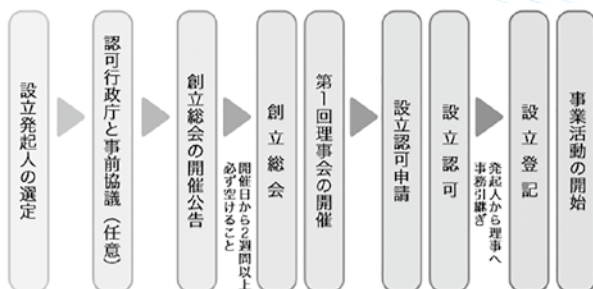 設立発起人の選定
認可行政庁と事前協議（任意）
創立総会の開催公告
開催日から2週間以上
必ず空けること
創立総会
第1回理事会の開催
設立認可申請
設立認可
発起人から理事へ
事務引継ぎ
設立登記
事業活動の開始